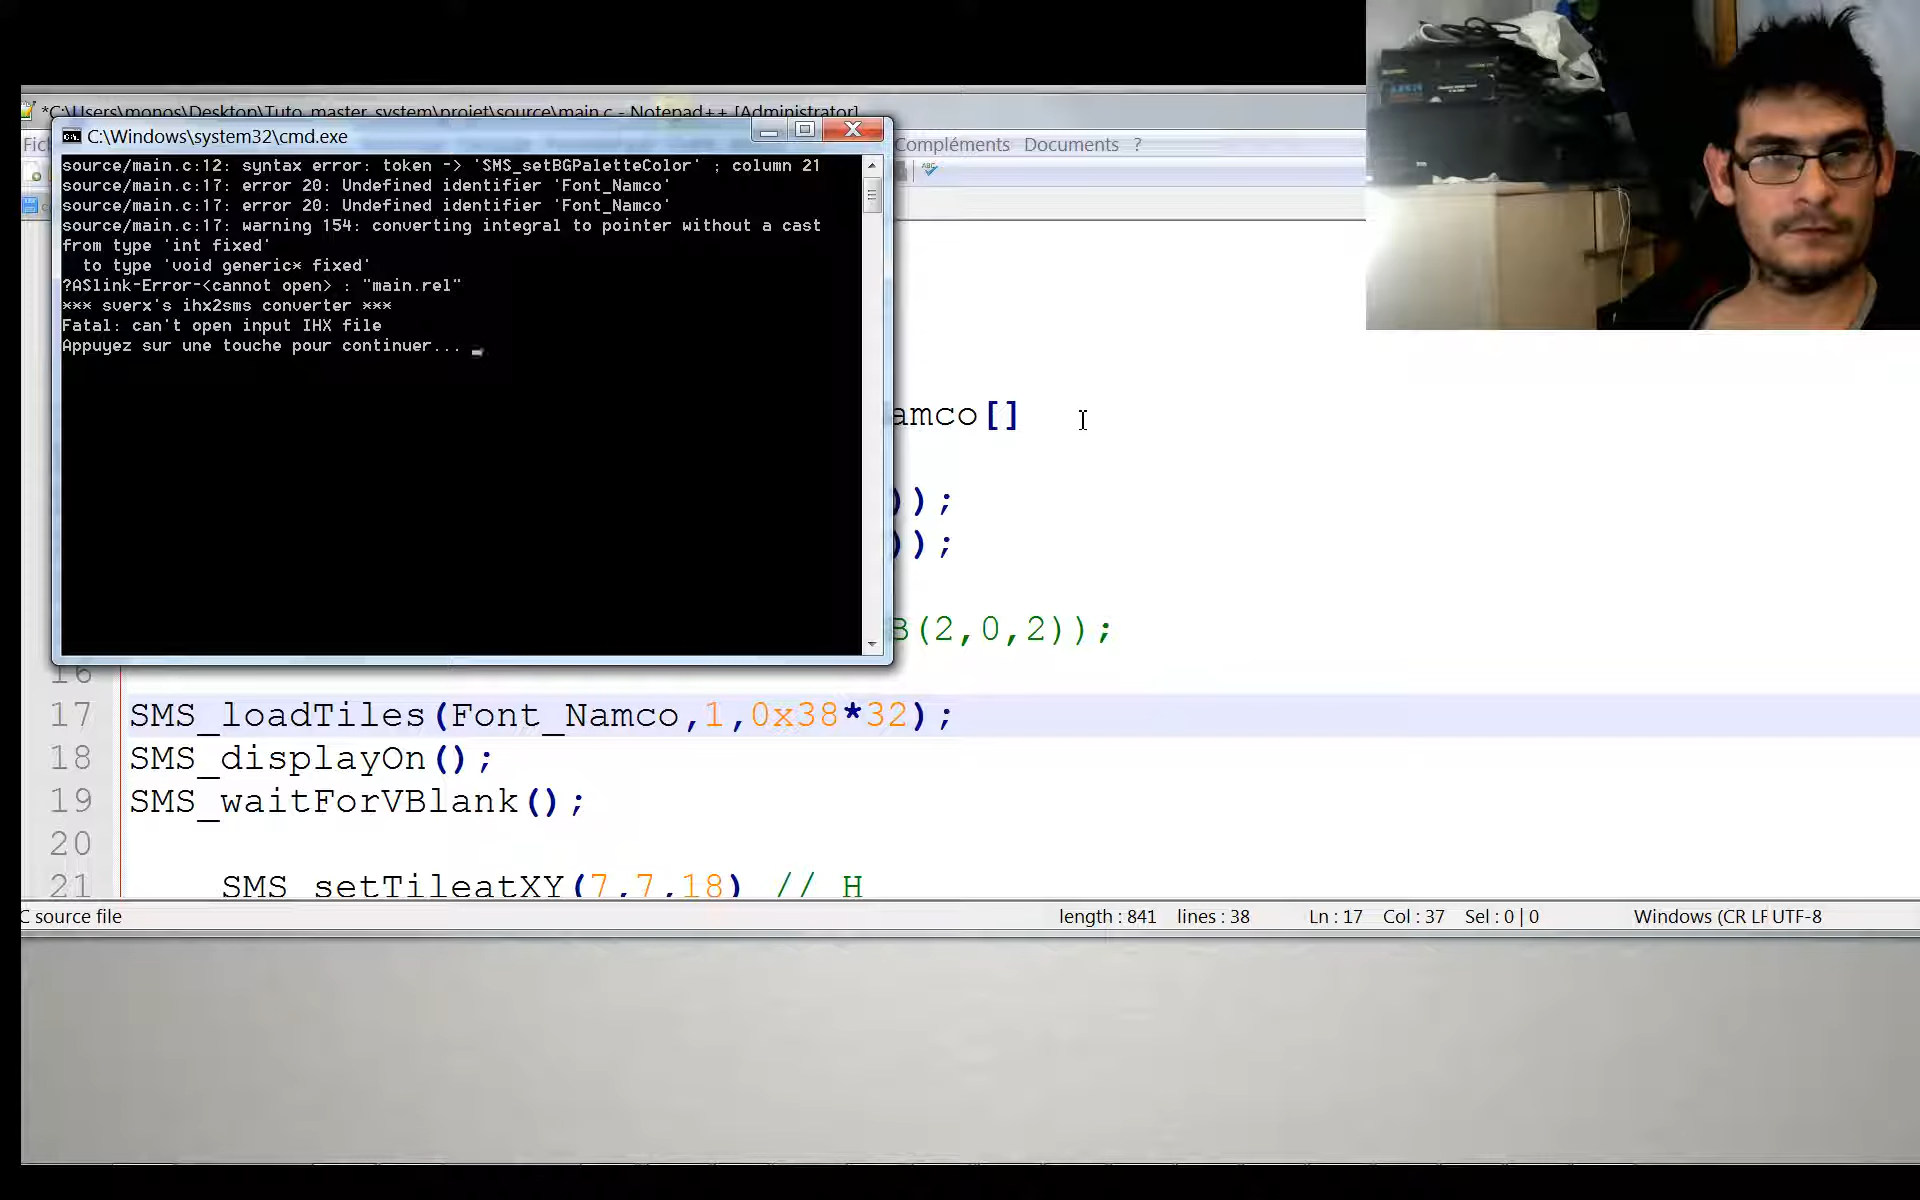 *C:\Users\monos\Desktop\Tuto_master_system\projet\source\main.c - Notepad++ [Administrator]
C:\Windows\system32\cmd.exe
Compléments Documents ?
source/main.c:12: syntax error: token -> 'SMS_setBGPaletteColor' ; column 21
source/main.c:17: error 20: Undefined identifier 'Font_Namco'
source/main.c:17: error 20: Undefined identifier 'Font_Namco'
source/main.c:17: warning 154: converting integral to pointer without a cast
from type 'int fixed'
to type 'void generic* fixed'
?ASlink-Error-<cannot open> : "main.rel"
*** sverx's ihx2sms converter ***
Fatal: can't open input IHX file
Appuyez sur une touche pour continuer...
amco[]
));
));
B(2,0,2));
16
17 SMS_loadTiles(Font_Namco,1,0x38*32);
18 SMS_displayOn();
19 SMS_waitForVBlank();
20
21 SMS_setTileatXY(7,7,18) // H
C source file length : 841 lines : 38 Ln : 17 Col : 37 Sel : 0 | 0 Windows (CR LF UTF-8